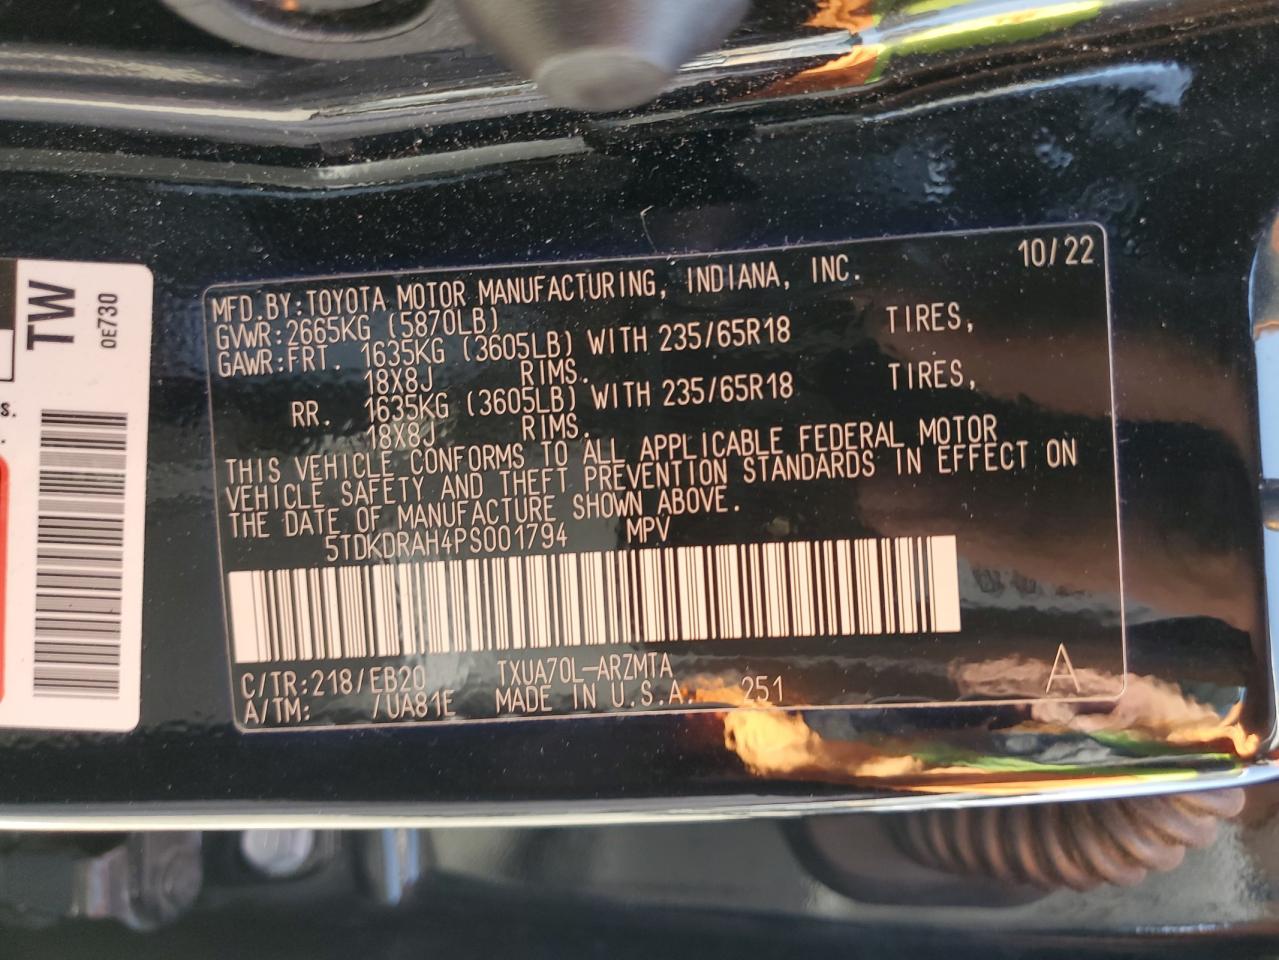 MFD.BY:TOYOTA MOTOR MANUFACTURING, INDIANA, INC. 10/22
GVWR:2665KG (5870LB)
GAWR:FRT. 1635KG (3605LB) WITH 235/65R18 TIRES,
18X8J RIMS.
RR. 1635KG (3605LB) WITH 235/65R18 TIRES,
18X8J RIMS.
THIS VEHICLE CONFORMS TO ALL APPLICABLE FEDERAL MOTOR
VEHICLE SAFETY AND THEFT PREVENTION STANDARDS IN EFFECT ON
THE DATE OF MANUFACTURE SHOWN ABOVE.
5TDKDRAH4PS001794 MPV
C/TR:218/EB20 TXUA70L-ARZMTA
A/TM: /UA81E MADE IN U.S.A. 251
A
TW
0E730